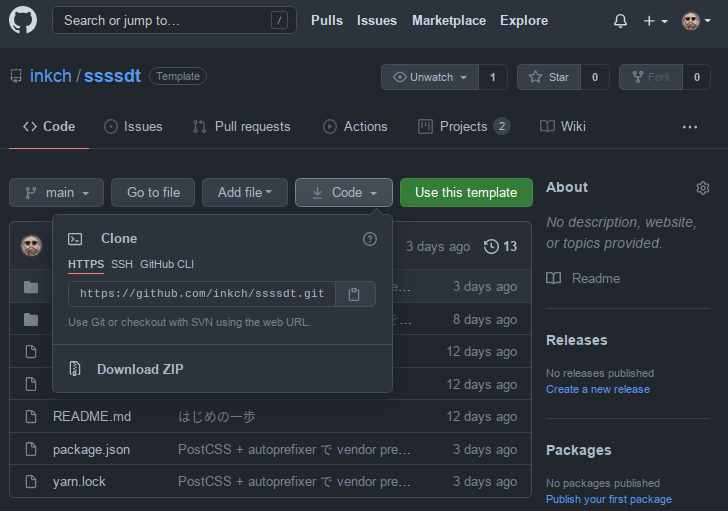 Search or jump to… /
Pulls Issues Marketplace Explore
inkch / ssssdt Template
Unwatch 1 Star 0 Fork 0
Code Issues Pull requests Actions Projects 2 Wiki
main Go to file Add file Code Use this template
3 days ago 13
Clone
HTTPS SSH GitHub CLI
https://github.com/inkch/ssssdt.git
Use Git or checkout with SVN using the web URL.
Download ZIP
e… 3 days ago
を… 8 days ago
12 days ago
12 days ago
README.md はじめの一歩 12 days ago
package.json PostCSS + autoprefixer で vendor pre… 3 days ago
yarn.lock PostCSS + autoprefixer で vendor pre… 3 days ago
About
No description, website,
or topics provided.
Readme
Releases
No releases published
Create a new release
Packages
No packages published
Publish your first package